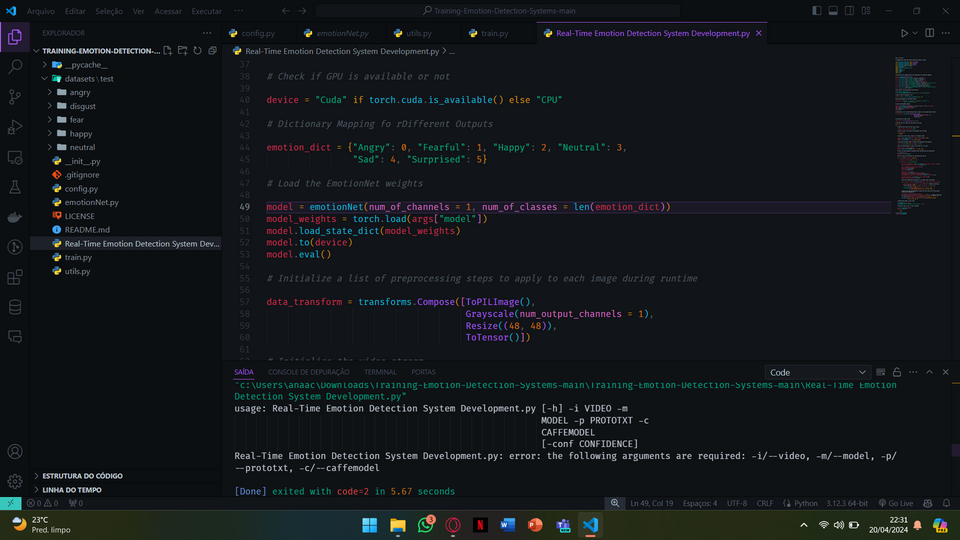 Arquivo Editar Seleção Ver Acessar Executar ···
Training-Emotion-Detection-Systems-main
EXPLORADOR ···
config.py emotionNet.py utils.py train.py Real-Time Emotion Detection System Development.py
TRAINING-EMOTION-DETECTION-...
Real-Time Emotion Detection System Development.py > ...
__pycache__
datasets \ test
angry
disgust
fear
happy
neutral
__init__.py
.gitignore
config.py
emotionNet.py
LICENSE
README.md
Real-Time Emotion Detection System Dev...
train.py
utils.py
ESTRUTURA DO CÓDIGO
LINHA DO TEMPO
37
38 # Check if GPU is available or not
39
40 device = "Cuda" if torch.cuda.is_available() else "CPU"
41
42 # Dictionary Mapping fo rDifferent Outputs
43
44 emotion_dict = {"Angry": 0, "Fearful": 1, "Happy": 2, "Neutral": 3,
45 "Sad": 4, "Surprised": 5}
46
47 # Load the EmotionNet weights
48
49 model = emotionNet(num_of_channels = 1, num_of_classes = len(emotion_dict))
50 model_weights = torch.load(args["model"])
51 model.load_state_dict(model_weights)
52 model.to(device)
53 model.eval()
54
55 # Initialize a list of preprocessing steps to apply to each image during runtime
56
57 data_transform = transforms.Compose([ToPILImage(),
58 Grayscale(num_output_channels = 1),
59 Resize((48, 48)),
60 ToTensor()])
61
# Initialize the video stream
SAÍDA CONSOLE DE DEPURAÇÃO TERMINAL PORTAS Code
"c:\Users\anaac\Downloads\Training-Emotion-Detection-Systems-main\Training-Emotion-Detection-Systems-main\Real-Time Emotion
Detection System Development.py"
usage: Real-Time Emotion Detection System Development.py [-h] -i VIDEO -m
MODEL -p PROTOTXT -c
CAFFEMODEL
[-conf CONFIDENCE]
Real-Time Emotion Detection System Development.py: error: the following arguments are required: -i/--video, -m/--model, -p/
--prototxt, -c/--caffemodel
[Done] exited with code=2 in 5.67 seconds
0 0 0 Ln 49, Col 19 Espaços: 4 UTF-8 CRLF Python 3.12.3 64-bit Go Live
23°C
Pred. limpo
3
22:31
20/04/2024